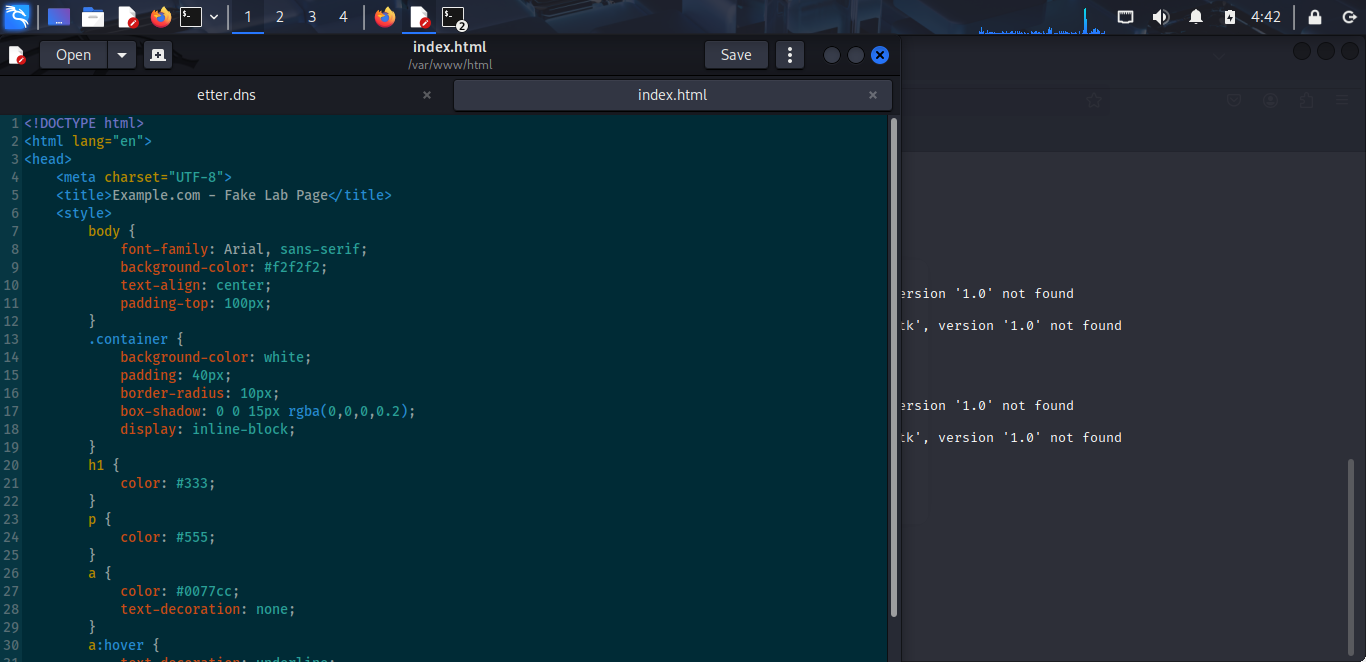 1 2 3 4 2 4:42
Open index.html Save
/var/www/html
etter.dns × index.html ×
1 <!DOCTYPE html>
2 <html lang="en">
3 <head>
4 <meta charset="UTF-8">
5 <title>Example.com - Fake Lab Page</title>
6 <style>
7 body {
8 font-family: Arial, sans-serif;
9 background-color: #f2f2f2;
10 text-align: center;
11 padding-top: 100px;
12 }
13 .container {
14 background-color: white;
15 padding: 40px;
16 border-radius: 10px;
17 box-shadow: 0 0 15px rgba(0,0,0,0.2);
18 display: inline-block;
19 }
20 h1 {
21 color: #333;
22 }
23 p {
24 color: #555;
25 }
26 a {
27 color: #0077cc;
28 text-decoration: none;
29 }
30 a:hover {
31 text-decoration: underline;
ersion '1.0' not found
tk', version '1.0' not found
ersion '1.0' not found
tk', version '1.0' not found